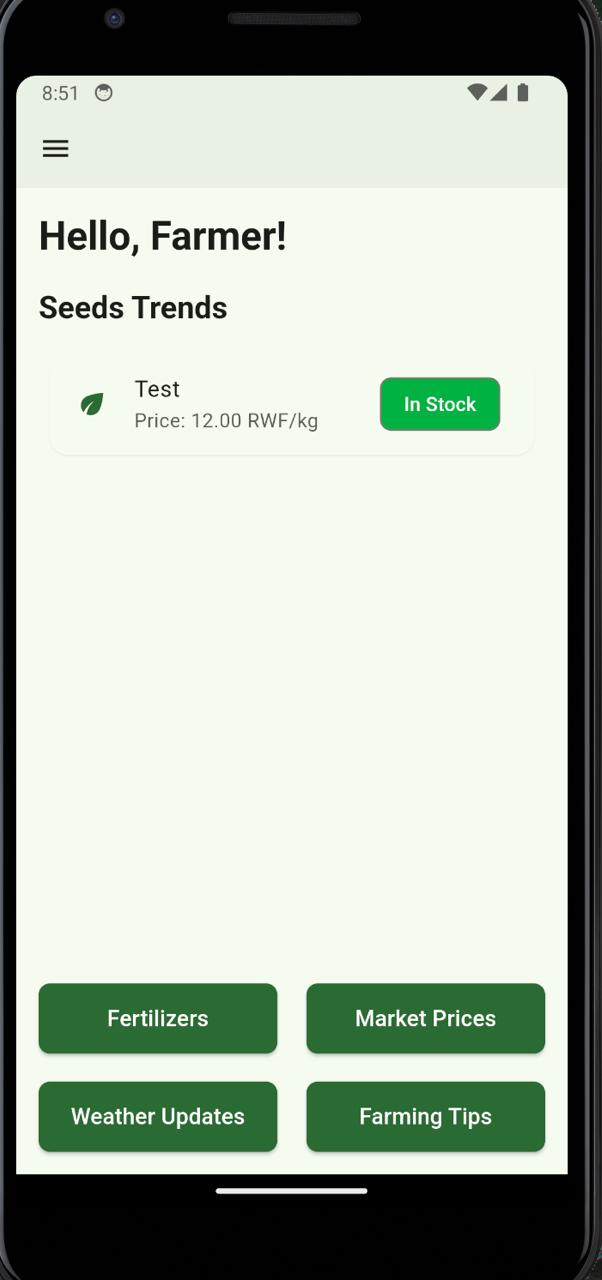 8:51
Hello, Farmer!
Seeds Trends
Test
Price: 12.00 RWF/kg
In Stock
Fertilizers
Market Prices
Weather Updates
Farming Tips